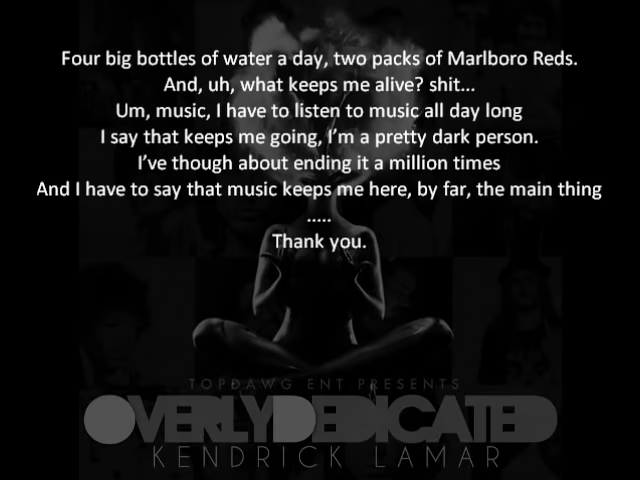 Four big bottles of water a day, two packs of Marlboro Reds.
And, uh, what keeps me alive? shit...
Um, music, I have to listen to music all day long
I say that keeps me going, I'm a pretty dark person.
I've though about ending it a million times
And I have to say that music keeps me here, by far, the main thing
.....
Thank you.
TOPDAWG ENT PRESENTS
OVERLYDEDICATED
KENDRICK LAMAR